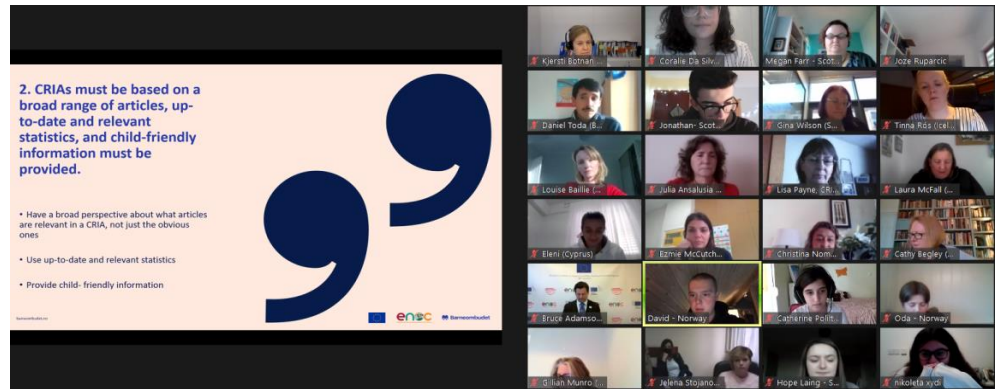 2. CRIAs must be based on a
broad range of articles, up-
to-date and relevant
statistics, and child-friendly
information must be
provided.
• Have a broad perspective about what articles
are relevant in a CRIA, not just the obvious
ones
• Use up-to-date and relevant statistics
• Provide child- friendly information
enoc
Barneombudet
Kjersti Botnan ...
Coralie Da Silv...
Megan Farr - Scot...
Joze Ruparcic
Daniel Toda (B...
Jonathan- Scot...
Gina Wilson (S...
Tinna Rós (Icel...
Louise Baillie (...
Julia Ansalusia ...
Lisa Payne, CRI...
Laura McFall (...
Eleni (Cyprus)
Ezmie McCutch...
Christina Nom...
Cathy Begley (...
Bruce Adamso...
David - Norway
Catherine Pollit...
Oda - Norway
Gillian Munro (...
Jelena Stojano...
Hope Laing - S...
nikoleta xydi